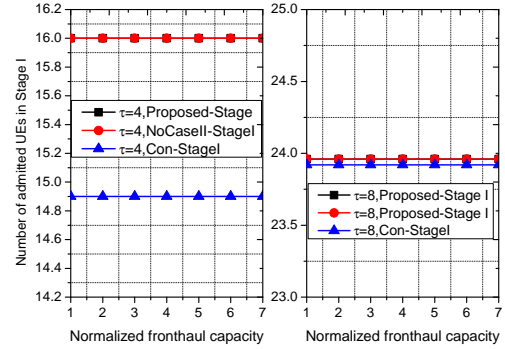 Number of admitted UEs in Stage I
16.2
16.0
15.8
15.6
15.4
15.2
15.0
14.8
14.6
14.4
14.2
τ=4,Proposed-Stage
τ=4,NoCaseII-StageI
τ=4,Con-StageI
1 2 3 4 5 6 7
Normalized fronthaul capacity
25.0
24.5
24.0
23.5
23.0
τ=8,Proposed-Stage I
τ=8,Proposed-Stage I
τ=8,Con-StageI
1 2 3 4 5 6 7
Normalized fronthaul capacity